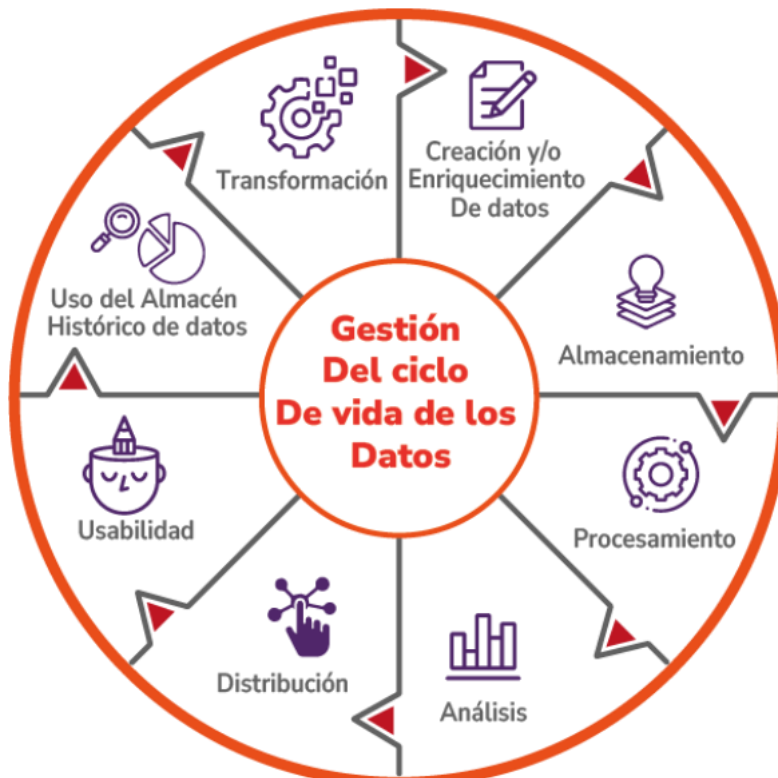 Gestión
Del ciclo
De vida de los
Datos
Creación y/o
Enriquecimiento
De datos
Almacenamiento
Procesamiento
Análisis
Distribución
Usabilidad
Uso del Almacén
Histórico de datos
Transformación